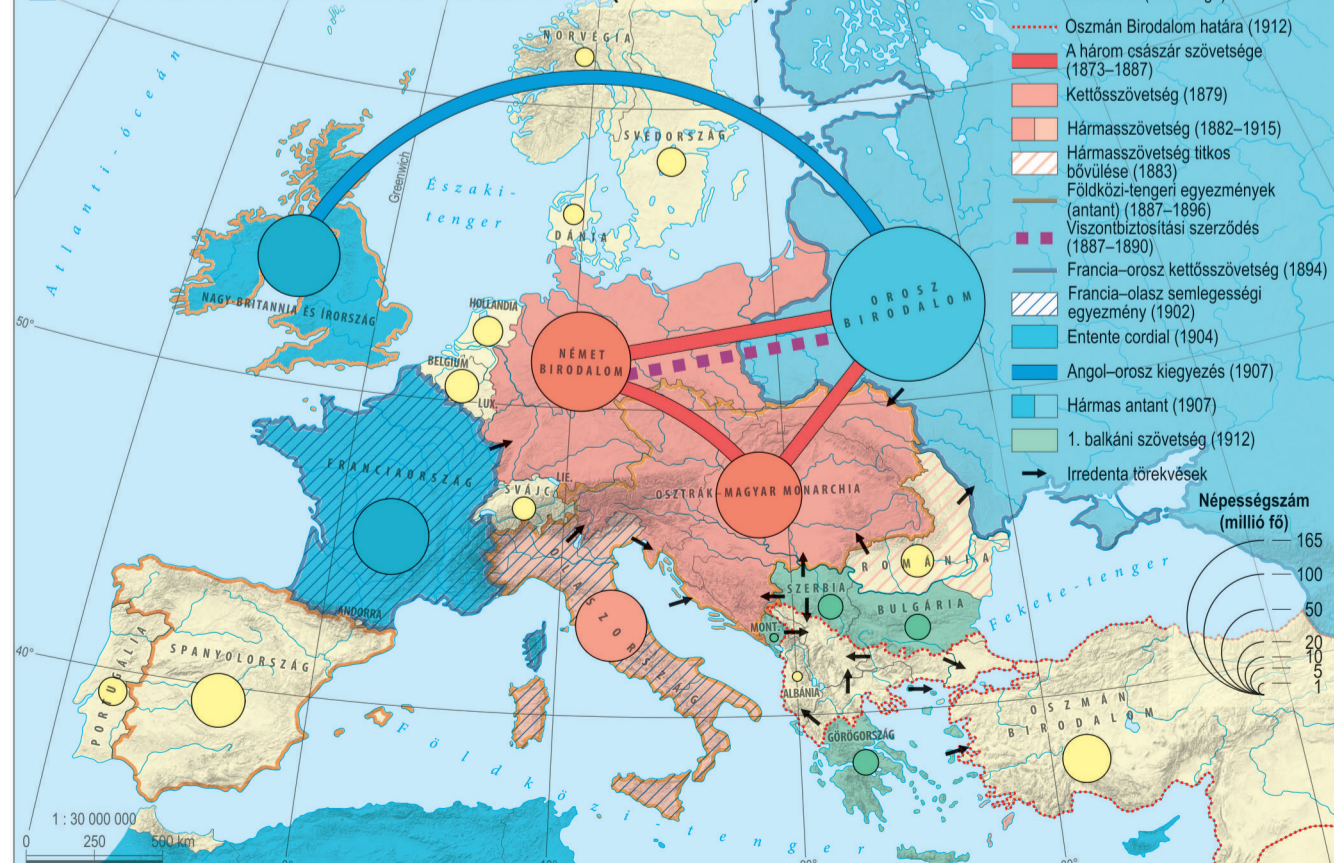 Oszmán Birodalom határa (1912)
A három császár szövetsége
(1873–1887)
Kettősszövetség (1879)
Hármasszövetség (1882–1915)
Hármasszövetség titkos
bővülése (1883)
Földközi-tengeri egyezmények
(antant) (1887–1896)
Viszontbiztosítási szerződés
(1887–1890)
Francia–orosz kettősszövetség (1894)
Francia–olasz semlegességi
egyezmény (1902)
Entente cordial (1904)
Angol–orosz kiegyezés (1907)
Hármas antant (1907)
1. balkáni szövetség (1912)
Irredenta törekvések
Népességszám
(millió fő)
165
100
50
20
10
5
1
NORVÉGIA
SVÉDORSZÁG
DÁNIA
Atlanti-óceán
Greenwich
Északi-
tenger
NAGY-BRITANNIA ÉS ÍRORSZÁG
HOLLANDIA
BELGIUM
LUX.
NÉMET
BIRODALOM
OROSZ
BIRODALOM
50°
FRANCIAORSZÁG
LIE.
SVÁJC
OSZTRÁK–MAGYAR MONARCHIA
ROMÁNIA
SZERBIA
BULGÁRIA
MONT.
ALBÁNIA
GÖRÖGORSZÁG
OLASZORSZÁG
ANDORRA
SPANYOLORSZÁG
PORTUGÁLIA
40°
Fekete-tenger
OSZMÁN
BIRODALOM
Földközi-tenger
1 : 30 000 000
0 250 500 km